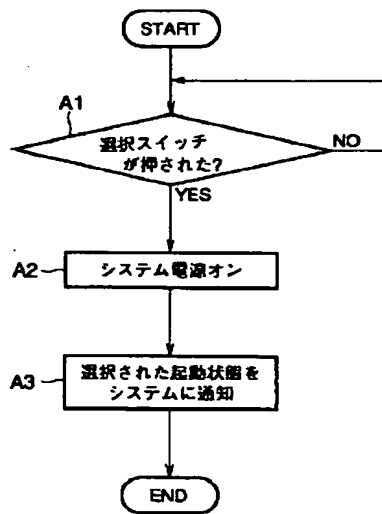 START
A1
選択スイッチ
が押された?
NO
YES
A2
システム電源オン
A3
選択された起動状態を
システムに通知
END